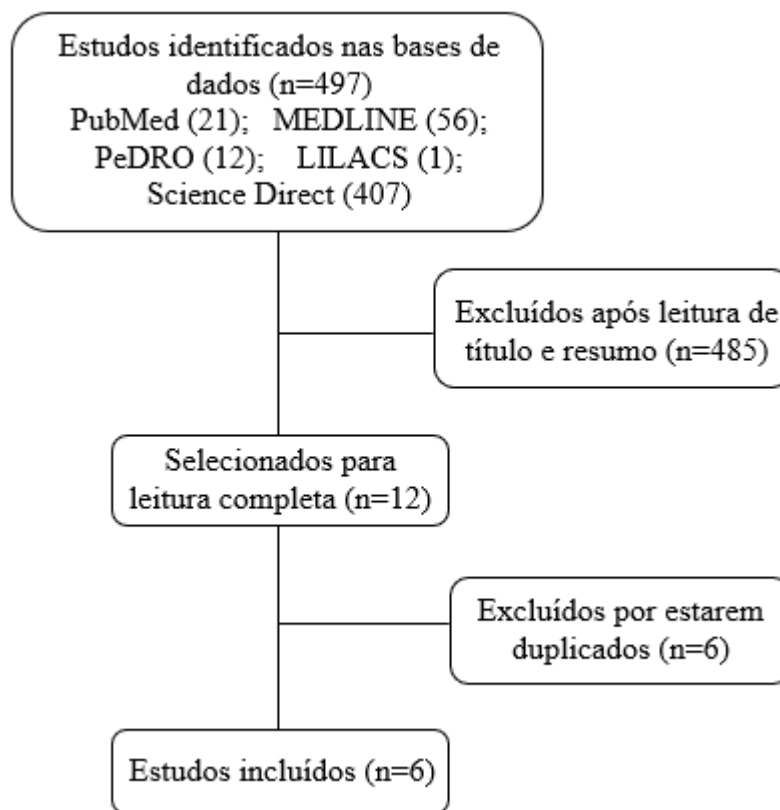 Estudos identificados nas bases de
dados (n=497)
PubMed (21); MEDLINE (56);
PeDRO (12); LILACS (1);
Science Direct (407)
Excluídos após leitura de
título e resumo (n=485)
Selecionados para
leitura completa (n=12)
Excluídos por estarem
duplicados (n=6)
Estudos incluídos (n=6)